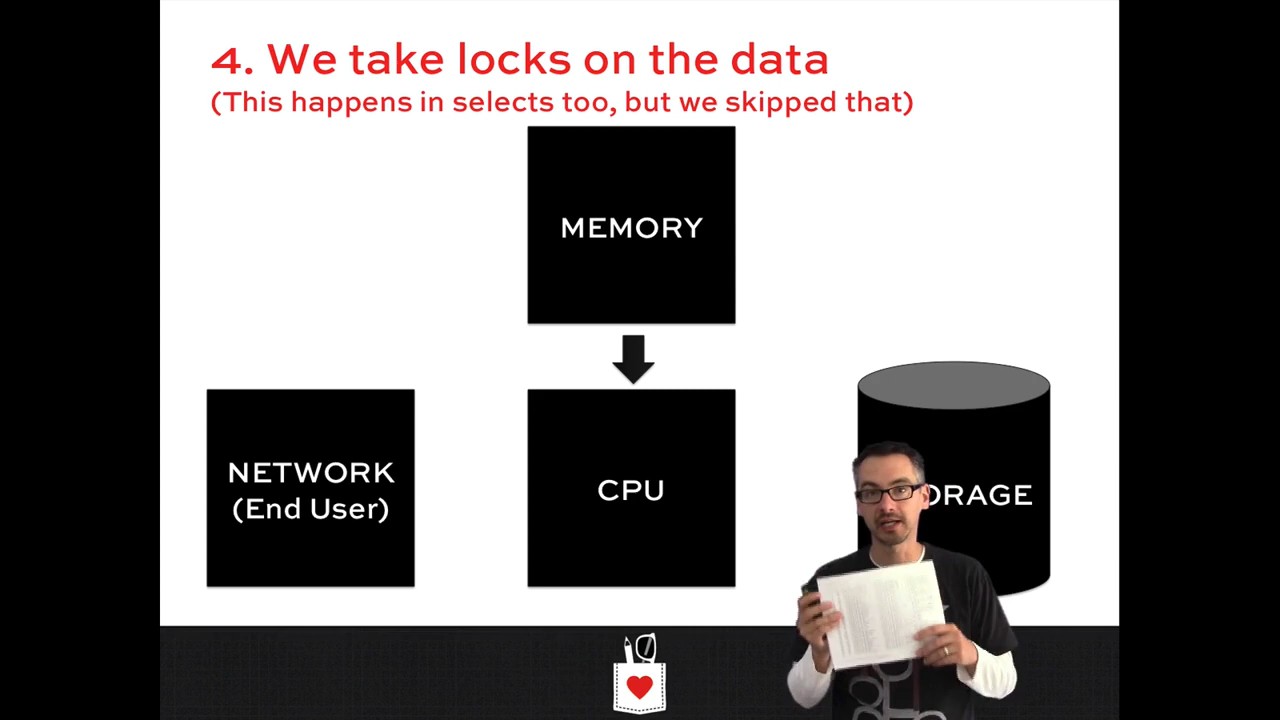 4. We take locks on the data
(This happens in selects too, but we skipped that)
MEMORY
NETWORK
(End User)
CPU
ORAGE